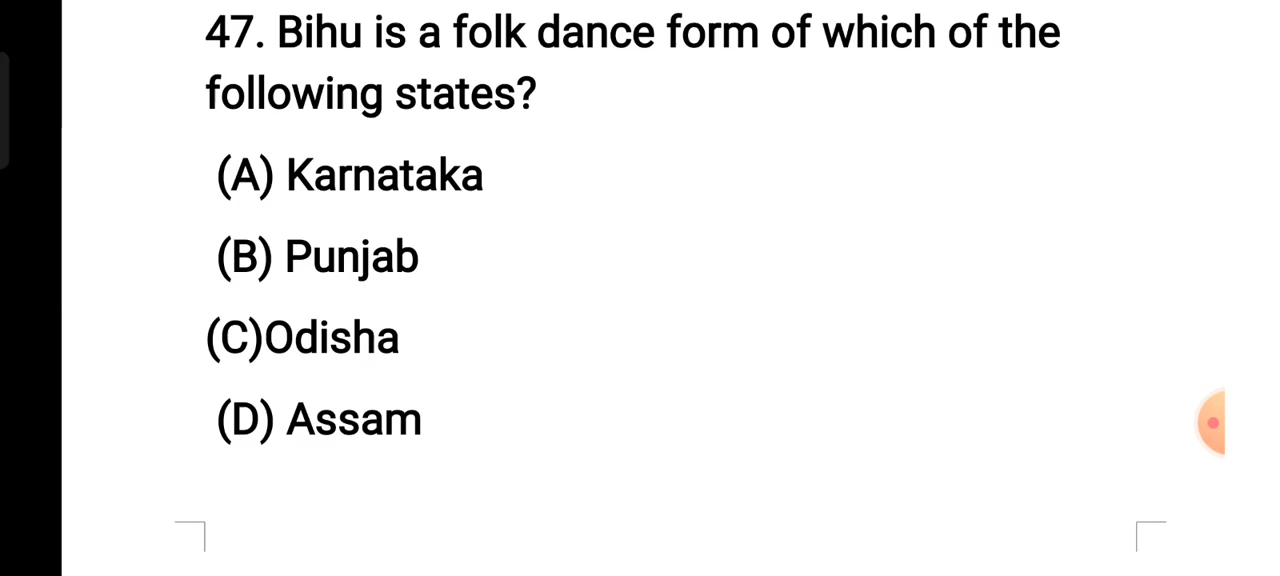 47. Bihu is a folk dance form of which of the
following states?
(A) Karnataka
(B) Punjab
(C)Odisha
(D) Assam